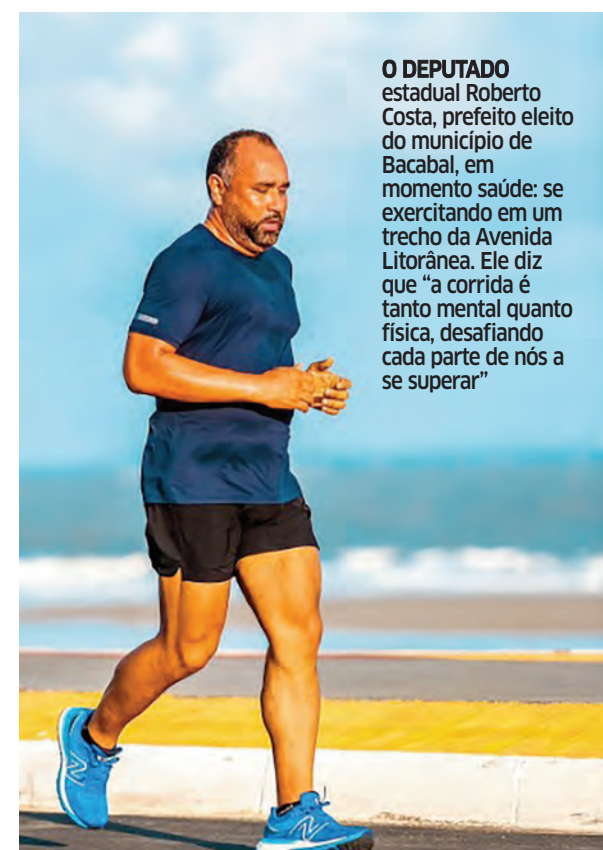 O DEPUTADO
estadual Roberto
Costa, prefeito eleito
do município de
Bacabal, em
momento saúde: se
exercitando em um
trecho da Avenida
Litorânea. Ele diz
que “a corrida é
tanto mental quanto
física, desafiando
cada parte de nós a
se superar”